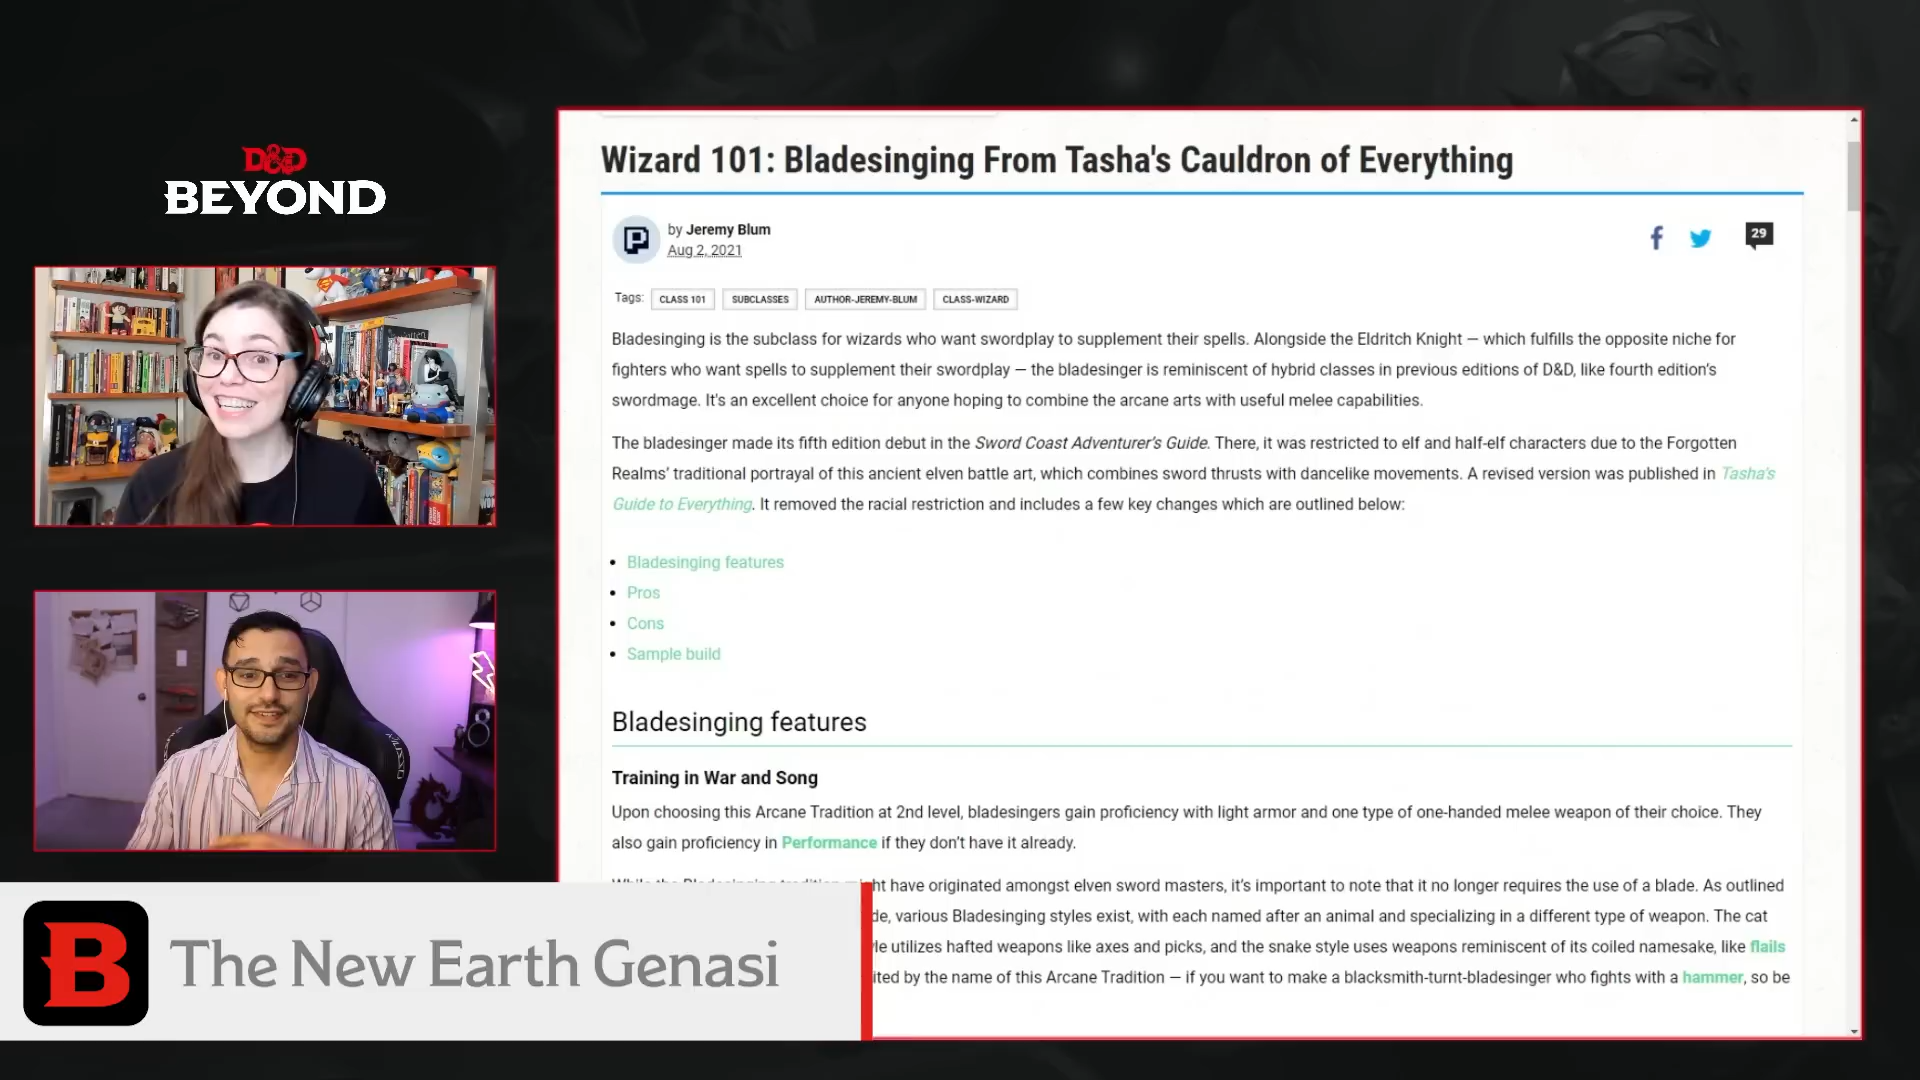 D&D
BEYOND
Wizard 101: Bladesinging From Tasha's Cauldron of Everything
by Jeremy Blum
Aug 2, 2021
29
Tags: CLASS 101 SUBCLASSES AUTHOR-JEREMY-BLUM CLASS-WIZARD
Bladesinging is the subclass for wizards who want swordplay to supplement their spells. Alongside the Eldritch Knight — which fulfills the opposite niche for
fighters who want spells to supplement their swordplay — the bladesinger is reminiscent of hybrid classes in previous editions of D&D, like fourth edition's
swordmage. It's an excellent choice for anyone hoping to combine the arcane arts with useful melee capabilities.
The bladesinger made its fifth edition debut in the Sword Coast Adventurer's Guide. There, it was restricted to elf and half-elf characters due to the Forgotten
Realms' traditional portrayal of this ancient elven battle art, which combines sword thrusts with dancelike movements. A revised version was published in Tasha's
Guide to Everything. It removed the racial restriction and includes a few key changes which are outlined below:
• Bladesinging features
• Pros
• Cons
• Sample build
Bladesinging features
Training in War and Song
Upon choosing this Arcane Tradition at 2nd level, bladesingers gain proficiency with light armor and one type of one-handed melee weapon of their choice. They
also gain proficiency in Performance if they don't have it already.
have originated amongst elven sword masters, it's important to note that it no longer requires the use of a blade. As outlined
various Bladesinging styles exist, with each named after an animal and specializing in a different type of weapon. The cat
utilizes hafted weapons like axes and picks, and the snake style uses weapons reminiscent of its coiled namesake, like flails
by the name of this Arcane Tradition — if you want to make a blacksmith-turnt-bladesinger who fights with a hammer, so be
B
The New Earth Genasi